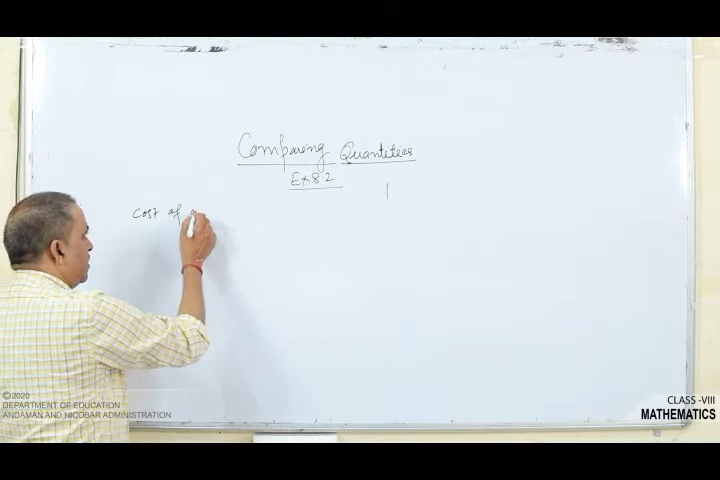 Comparing Quantities
Ex 8.2
Cost of
©2020
DEPARTMENT OF EDUCATION
ANDAMAN AND NICOBAR ADMINISTRATION
CLASS -VIII
MATHEMATICS